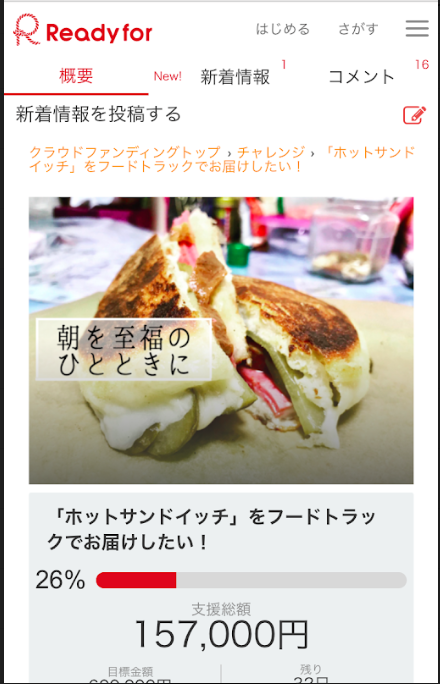 Readyfor
はじめる
さがす
概要
New!
新着情報
1
コメント
16
新着情報を投稿する
クラウドファンディングトップ › チャレンジ › 「ホットサンド
イッチ」をフードトラックでお届けしたい！
朝を至福の
ひとときに
「ホットサンドイッチ」をフードトラッ
クでお届けしたい！
26%
支援総額
157,000円
目標金額
残り